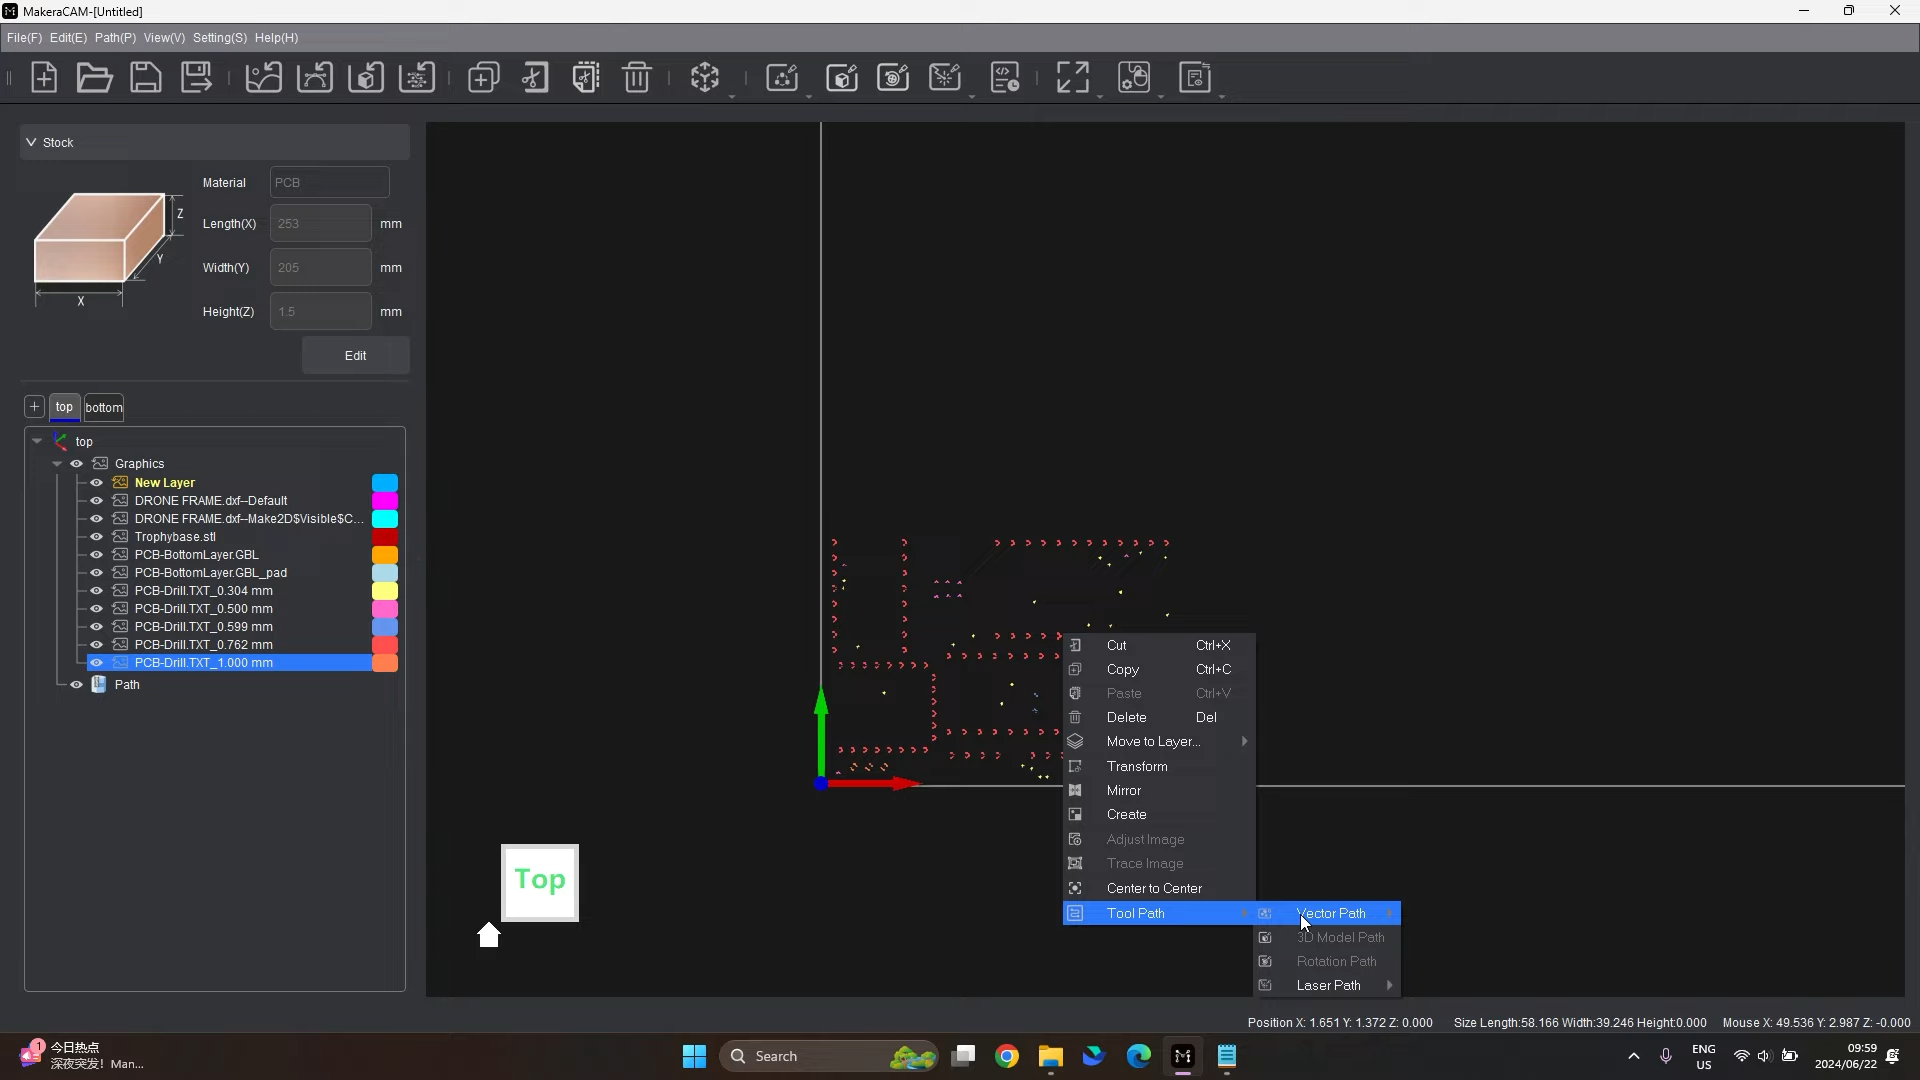 MakeraCAM-[Untitled]
File(F) Edit(E) Path(P) View(V) Setting(S) Help(H)
Stock
Material PCB
Length(X) 253 mm
Width(Y) 205 mm
Height(Z) 1.5 mm
Z
Y
X
Edit
top bottom
top
Graphics
New Layer
DRONE FRAME.dxf--Default
DRONE FRAME.dxf--Make2D$Visible$C...
Trophybase.stl
PCB-BottomLayer.GBL
PCB-BottomLayer.GBL_pad
PCB-Drill.TXT_0.304 mm
PCB-Drill.TXT_0.500 mm
PCB-Drill.TXT_0.599 mm
PCB-Drill.TXT_0.762 mm
PCB-Drill.TXT_1.000 mm
Path
Cut Ctrl+X
Copy Ctrl+C
Paste Ctrl+V
Delete Del
Move to Layer...
Transform
Mirror
Create
Adjust Image
Trace Image
Center to Center
Tool Path
Vector Path
3D Model Path
Rotation Path
Laser Path
Top
Position X: 1.651 Y: 1.372 Z: 0.000 Size Length:58.166 Width:39.246 Height:0.000 Mouse X: 49.536 Y: 2.987 Z: -0.000
1
今日热点
深夜突发！Man...
Search
ENG
US
09:59
2024/06/22